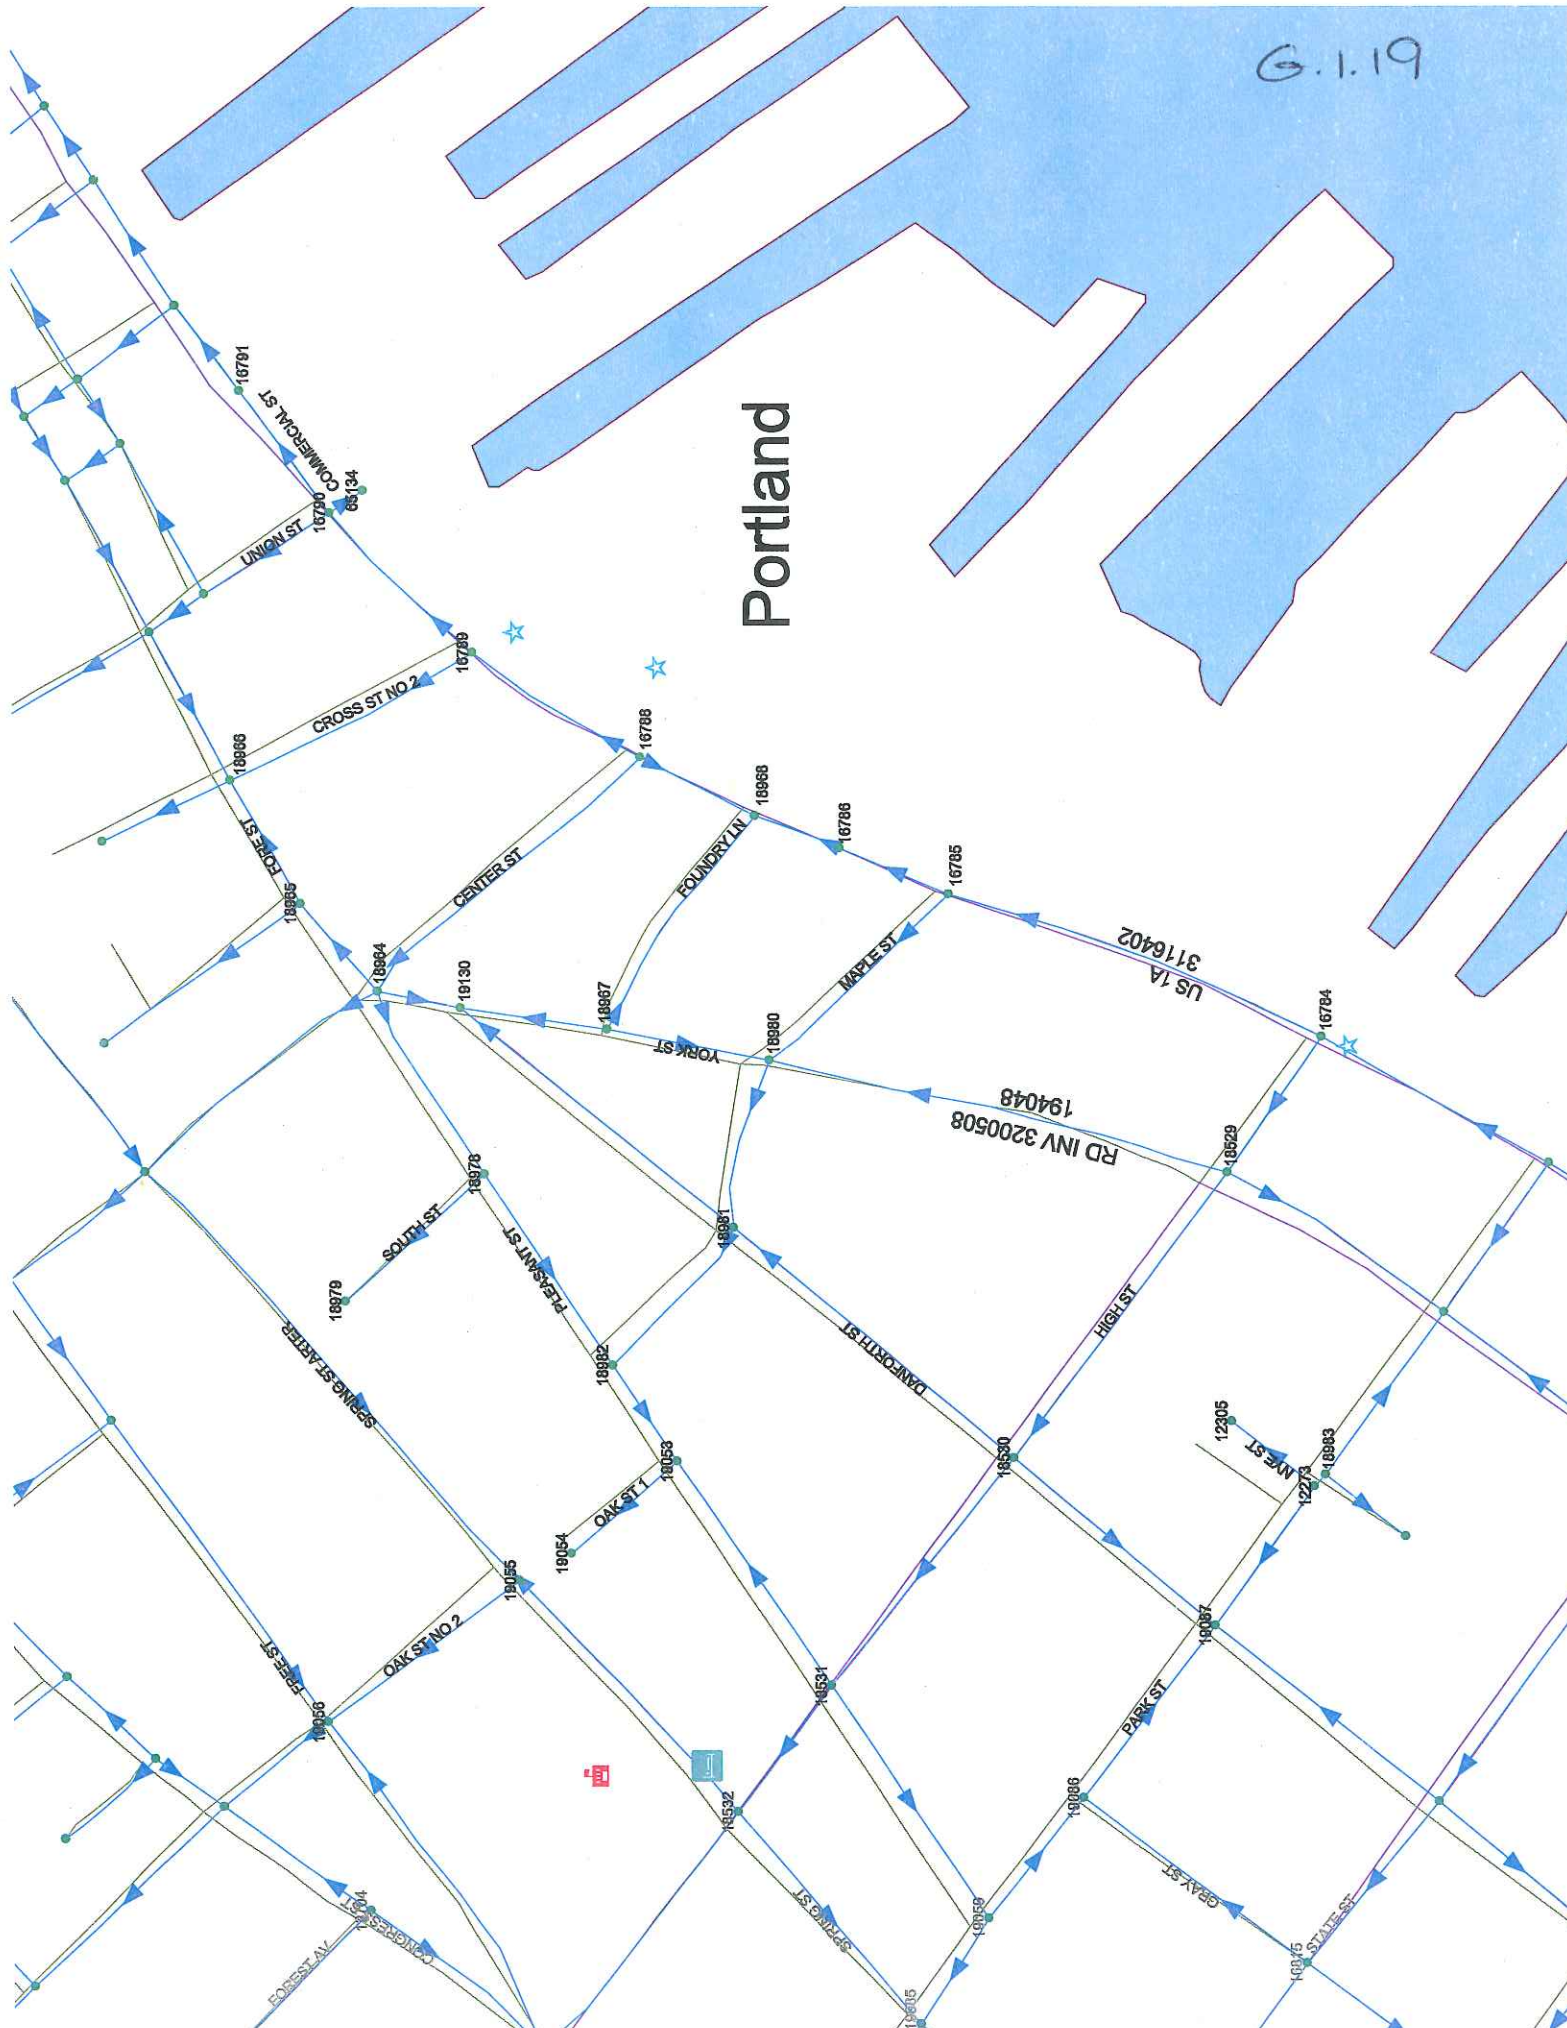 G.1.19
16791
COMMERCIAL ST
16790
65134
UNION ST
Portland
16789
CROSS ST NO 2
18966
16788
18968
16786
FORE ST
18965
CENTER ST
FOUNDRY LN
16785
18964
19130
18967
MAPLE ST
3116402
US 1A
YORK ST
18980
16784
194048
RD INV 3200508
18529
18978
SOUTH ST
18981
18979
PLEASANT ST
SPRING ST ARTER
18982
DANFORTH ST
HIGH ST
12305
NYE ST
18983
12273
19053
OAK ST 1
19054
18530
19055
OAK ST NO 2
FREE ST
19056
18531
19087
PARK ST
18532
19086
GRAY ST
SPRING ST
19059
CONGRESS ST
FOREST AV
STATE ST